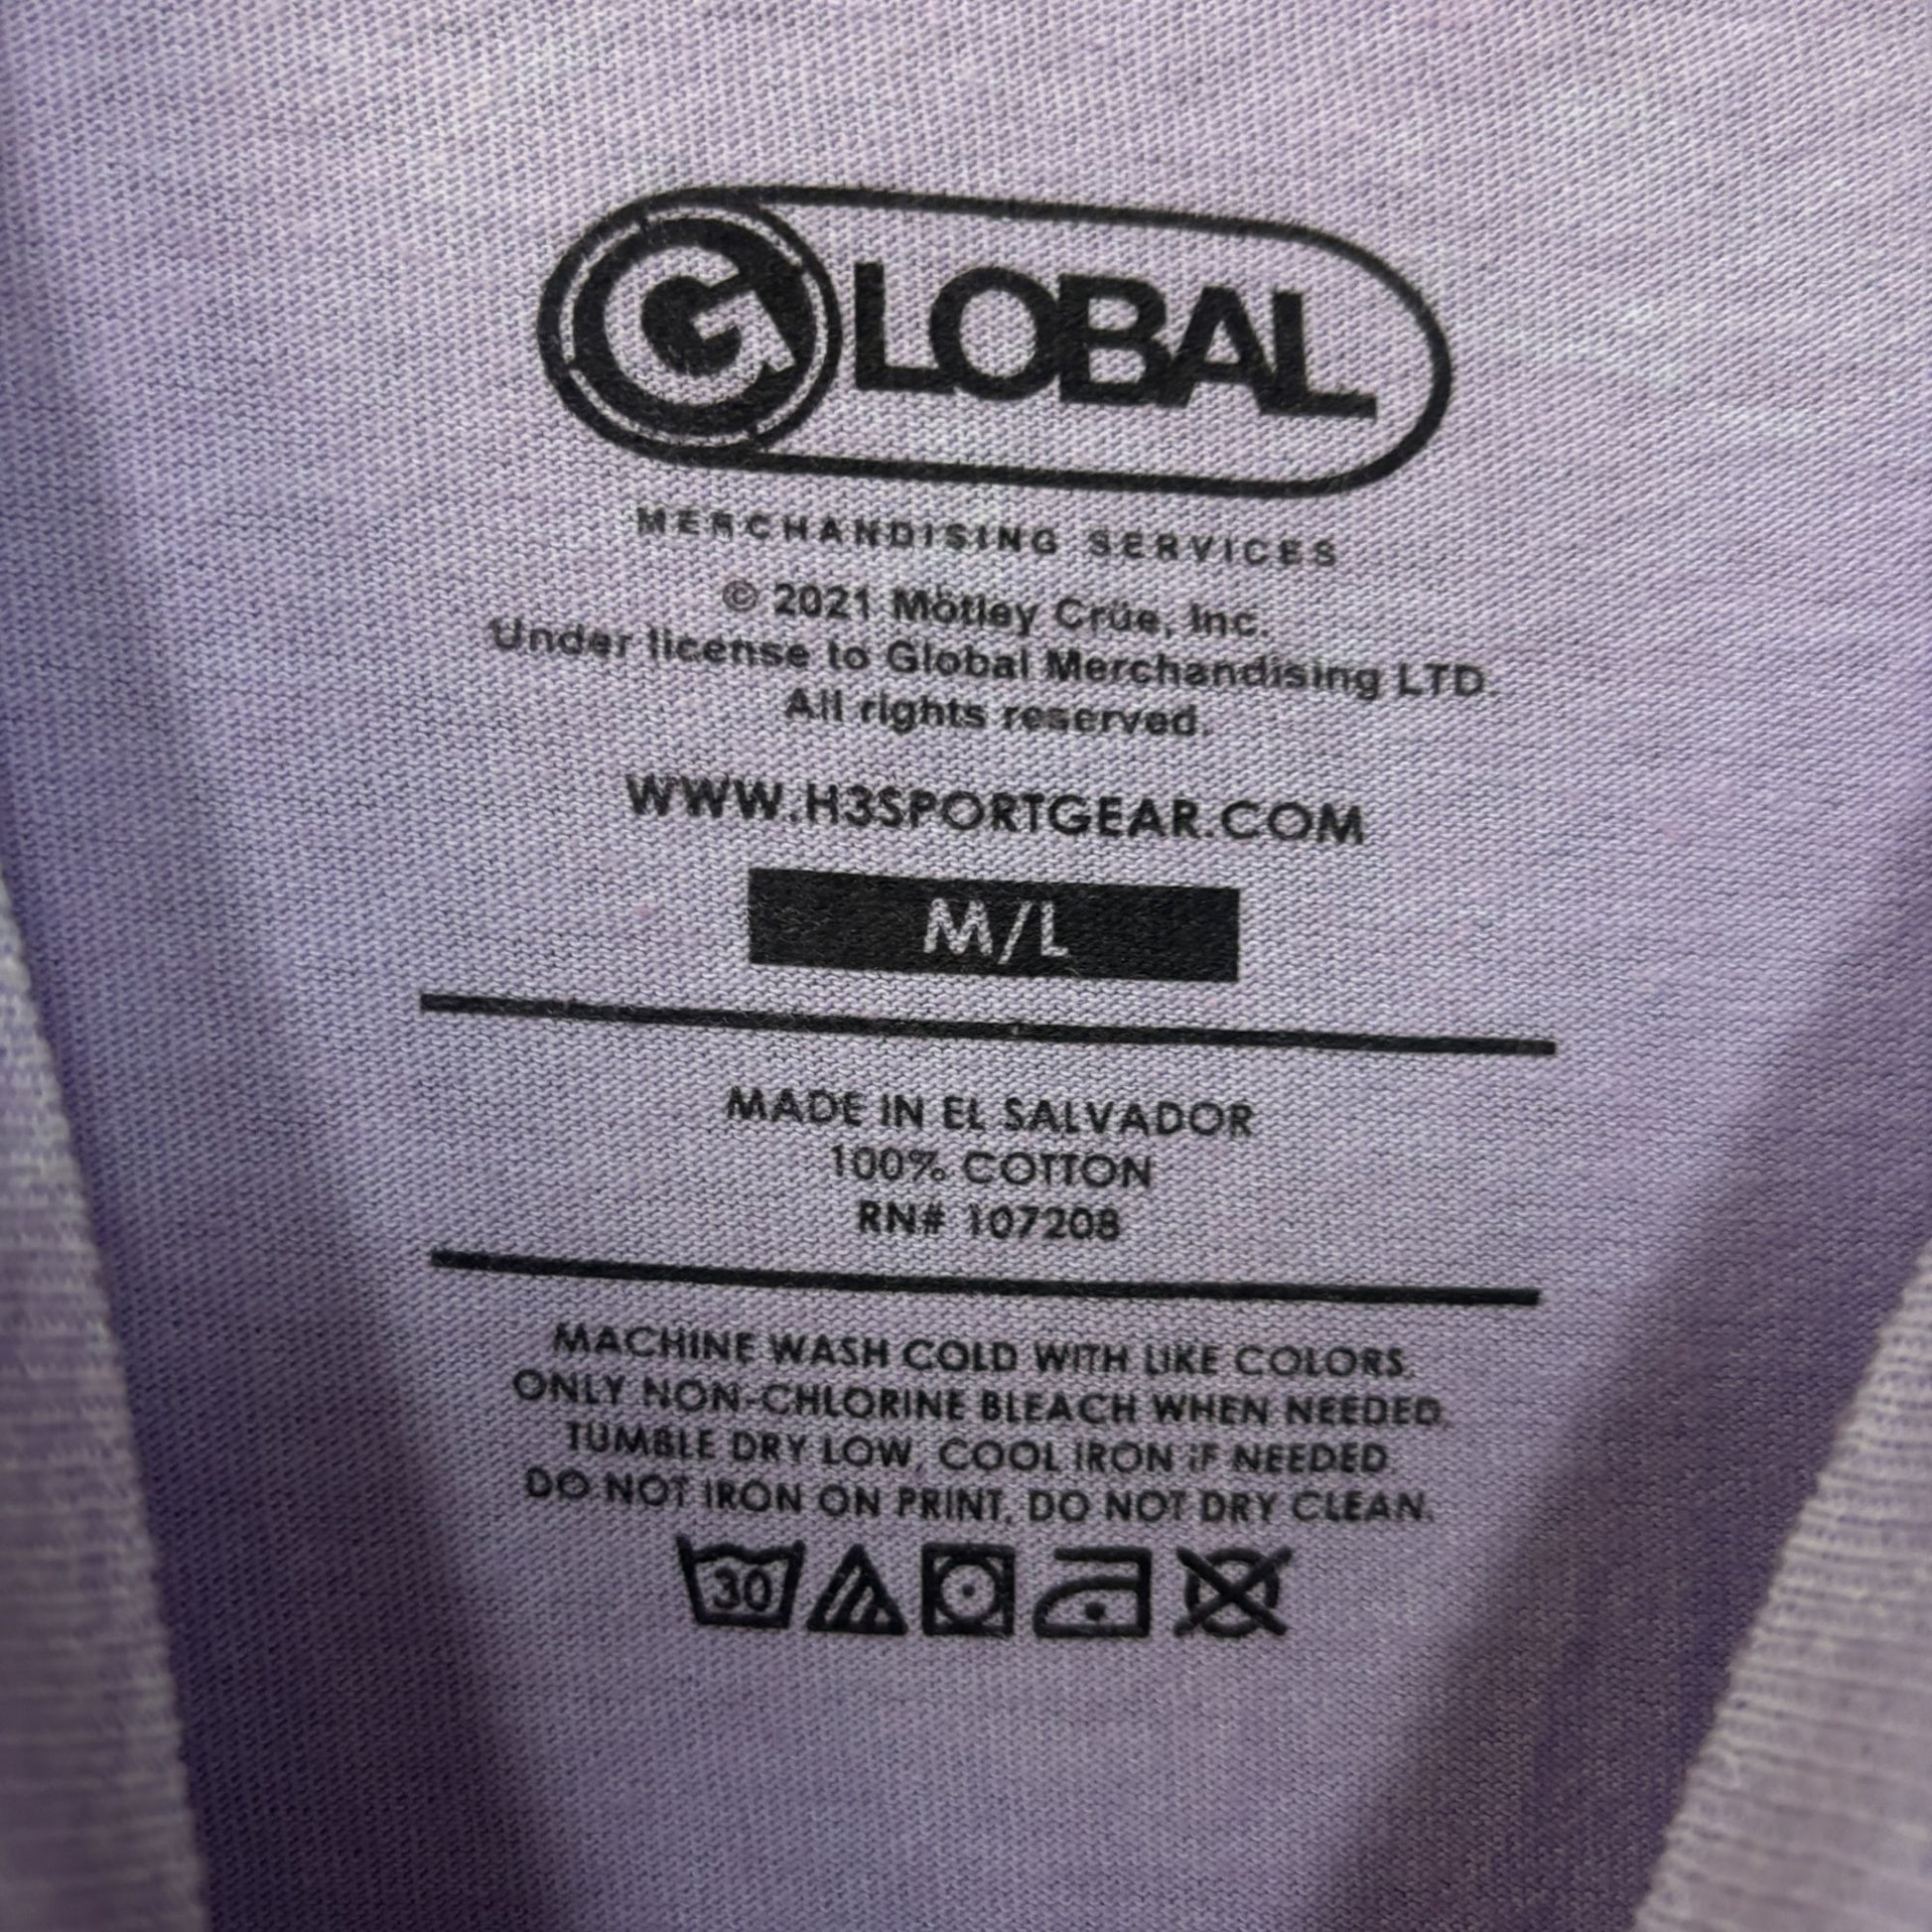 GLOBAL
MERCHANDISING SERVICES
© 2021 Mötley Crüe, Inc.
Under license to Global Merchandising LTD.
All rights reserved.
WWW.H3SPORTGEAR.COM
M/L
MADE IN EL SALVADOR
100% COTTON
RN# 107208
MACHINE WASH COLD WITH LIKE COLORS.
ONLY NON-CHLORINE BLEACH WHEN NEEDED.
TUMBLE DRY LOW, COOL IRON IF NEEDED.
DO NOT IRON ON PRINT, DO NOT DRY CLEAN.
30